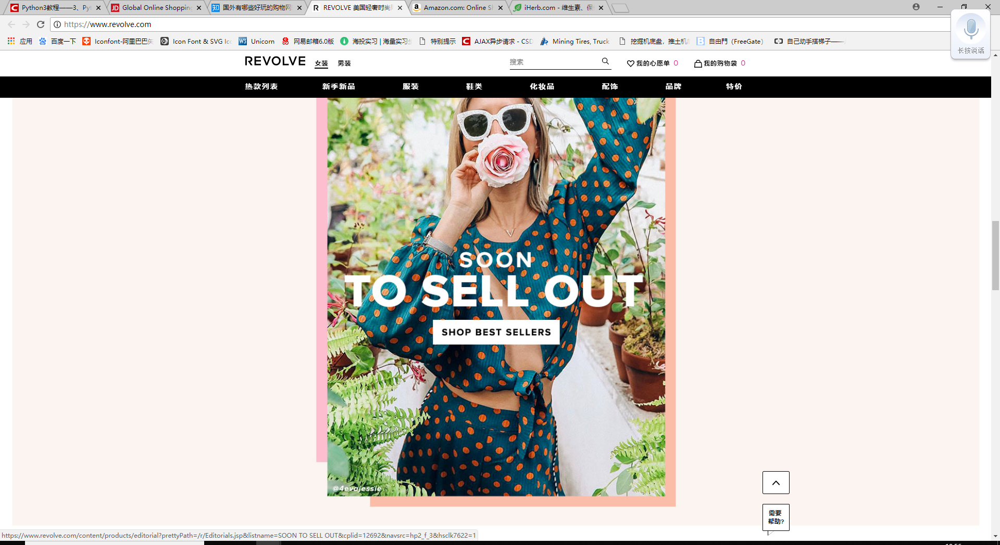 Python3教程——3、Pyt
Global Online Shopping
国外有哪些好玩的购物网
REVOLVE 美国轻奢时尚
Amazon.com: Online Sh
iHerb.com - 维生素、保
https://www.revolve.com
应用
百度一下
Iconfont-阿里巴巴矢
Icon Font & SVG Ico
Unicorn
网易邮箱6.0版
海投实习 | 海量实习生
特别提示
AJAX异步请求 - CSD
Mining Tires, Truck
挖掘机底盘，推土机
自由門（FreeGate）
自己动手搭梯子——
长按说话
REVOLVE
女装
男装
搜索
我的心愿单 0
我的购物袋 0
热款列表
新季新品
服装
鞋类
化妆品
配饰
品牌
特价
SOON
TO SELL OUT
SHOP BEST SELLERS
@4evajessie
需要
帮助?
https://www.revolve.com/content/products/editorial?prettyPath=/r/Editorials.jsp&listname=SOON TO SELL OUT&cplid=12692&navsrc=hp2_f_3&hsclk7622=1